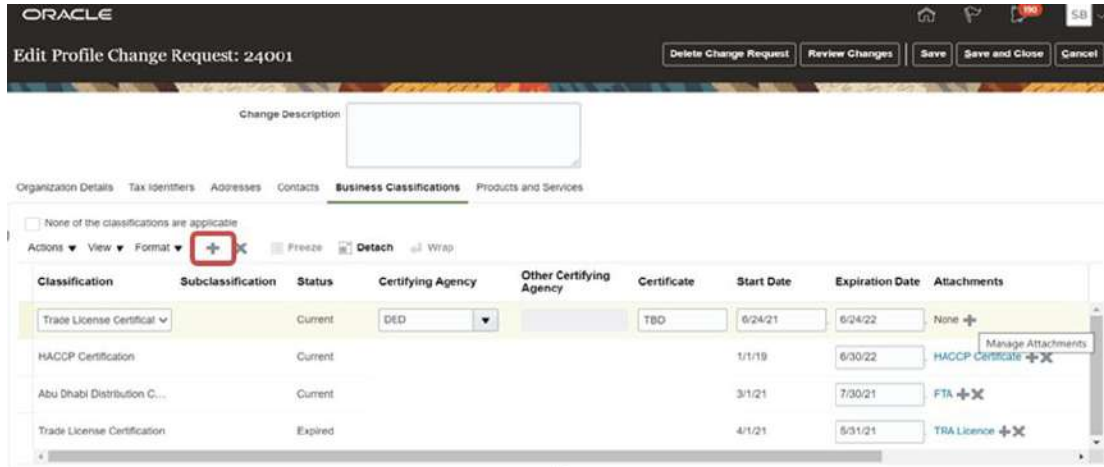 ORACLE
190
SB
Edit Profile Change Request: 24001
Delete Change Request
Review Changes
Save
Save and Close
Cancel
Change Description
Organization Details Tax Identifiers Addresses Contacts Business Classifications Products and Services
None of the classifications are applicable
Actions View Format Freeze Detach Wrap
Classification Subclassification Status Certifying Agency Other Certifying Agency Certificate Start Date Expiration Date Attachments
Trade License Certificat Current DED TBD 6/24/21 6/24/22 None
Manage Attachments
HACCP Certification Current 1/1/19 6/30/22 HACCP Certificate
Abu Dhabi Distribution C... Current 3/1/21 7/30/21 FTA
Trade License Certification Expired 4/1/21 5/31/21 TRA Licence